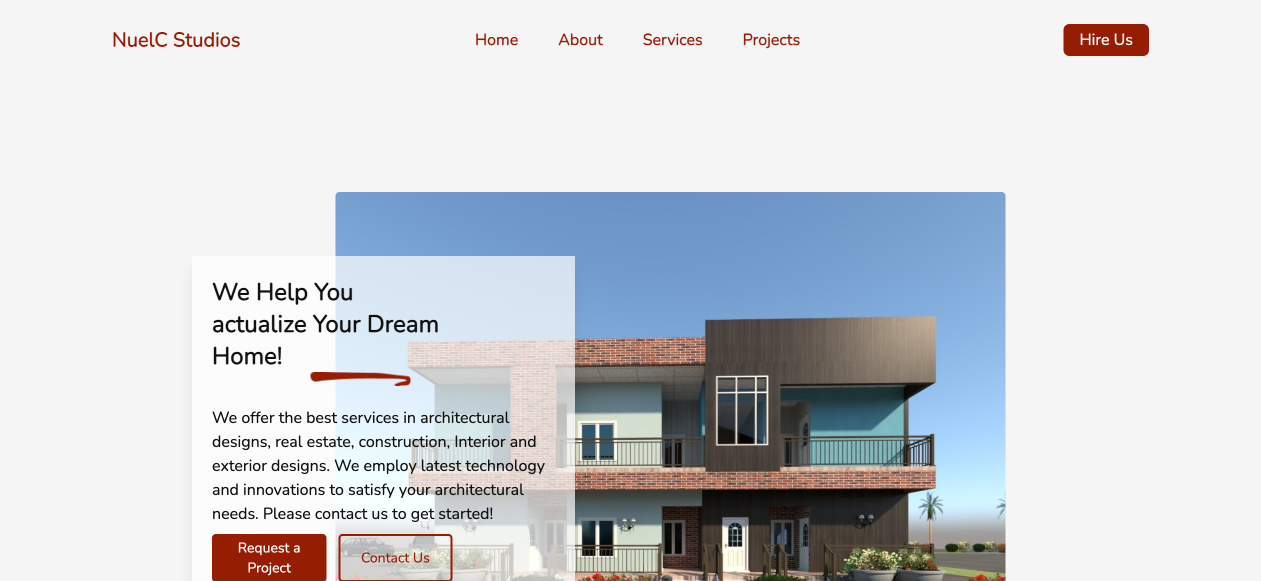 NuelC Studios
Home
About
Services
Projects
Hire Us
We Help You
actualize Your Dream
Home!
We offer the best services in architectural
designs, real estate, construction, Interior and
exterior designs. We employ latest technology
and innovations to satisfy your architectural
needs. Please contact us to get started!
Request a
Project
Contact Us